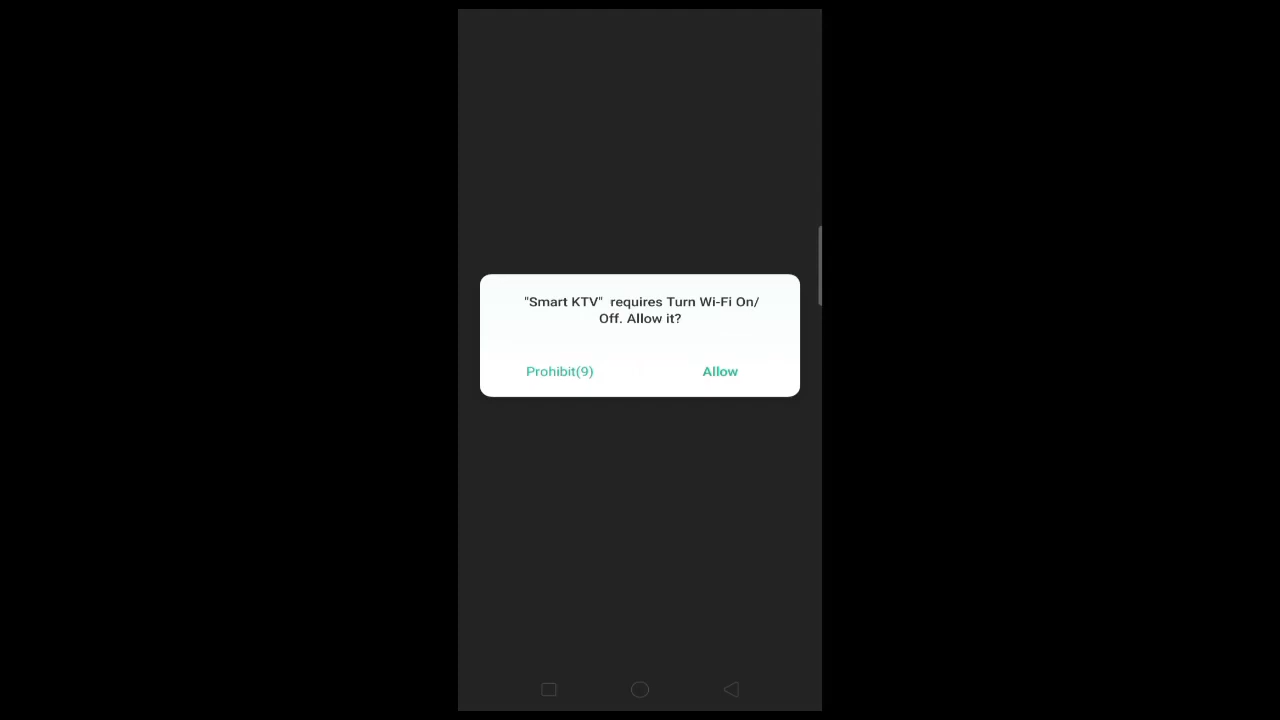 "Smart KTV"  requires Turn Wi-Fi On/
Off. Allow it?
Prohibit(9)
Allow